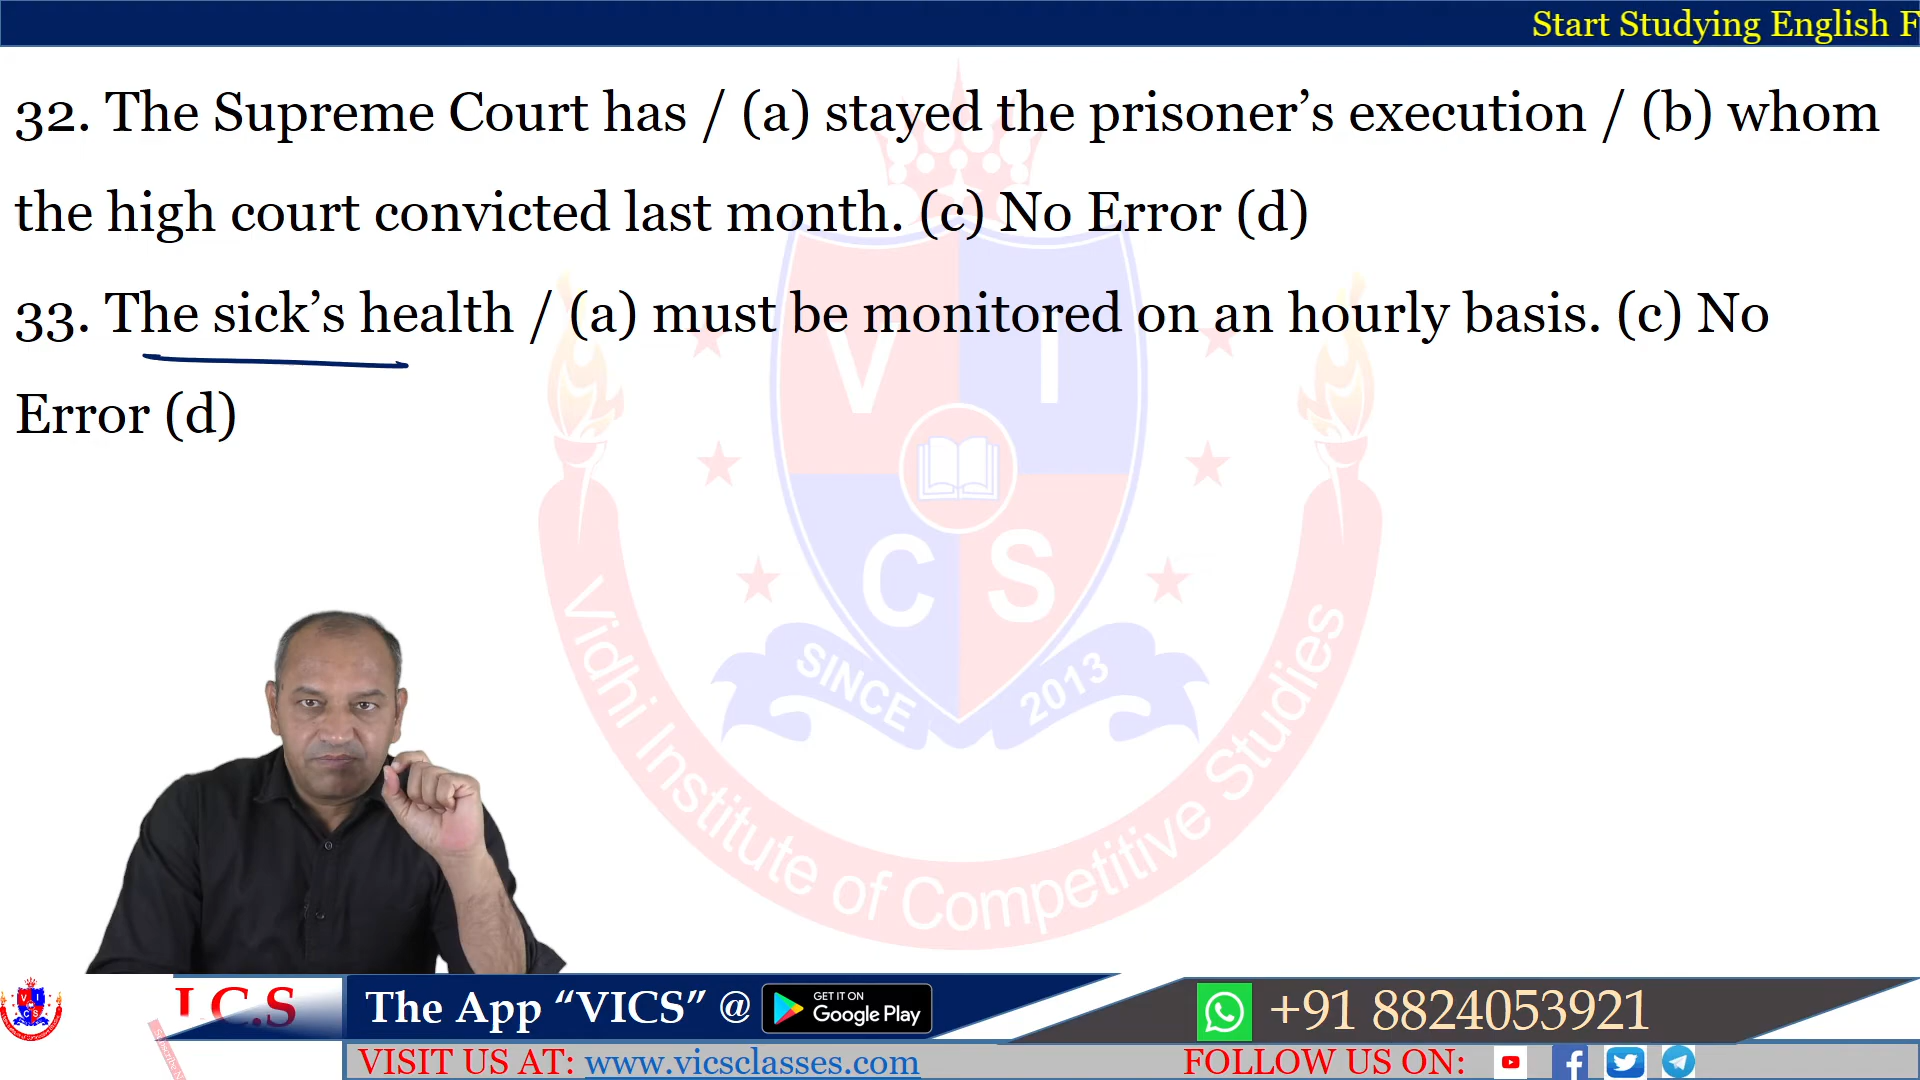 Start Studying English F
32. The Supreme Court has / (a) stayed the prisoner’s execution / (b) whom
the high court convicted last month. (c) No Error (d)
33. The sick’s health / (a) must be monitored on an hourly basis. (c) No
Error (d)
V I
C S
SINCE 2013
Vidhi Institute of Competitive Studies
I.C.S
The App “VICS” @
GET IT ON
Google Play
+91 8824053921
VISIT US AT: www.vicsclasses.com
FOLLOW US ON: